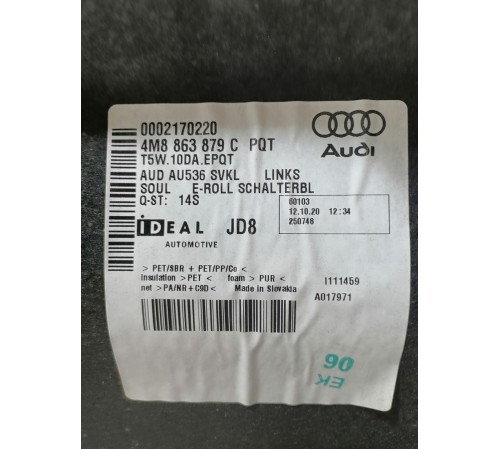 0002170220
4M8 863 879 C PQT
Audi
T5W.10DA.EPQT
AUD AU536 SVKL LINKS
SOUL E-ROLL SCHALTERBL
Q-ST: 14S
60103
12.10.20 12:34
250748
IDEAL JD8
AUTOMOTIVE
> PET/SBR + PET/PP/Co <
Insulation >PET < foam > PUR <
net >PA/NR+C9D< Made in Slovakia
I111459
A017971
06
EK